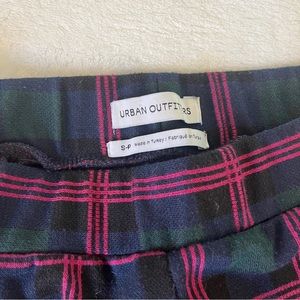 URBAN OUTFITTERS
S-P Made in Turkey | Fabriqué en Turquie